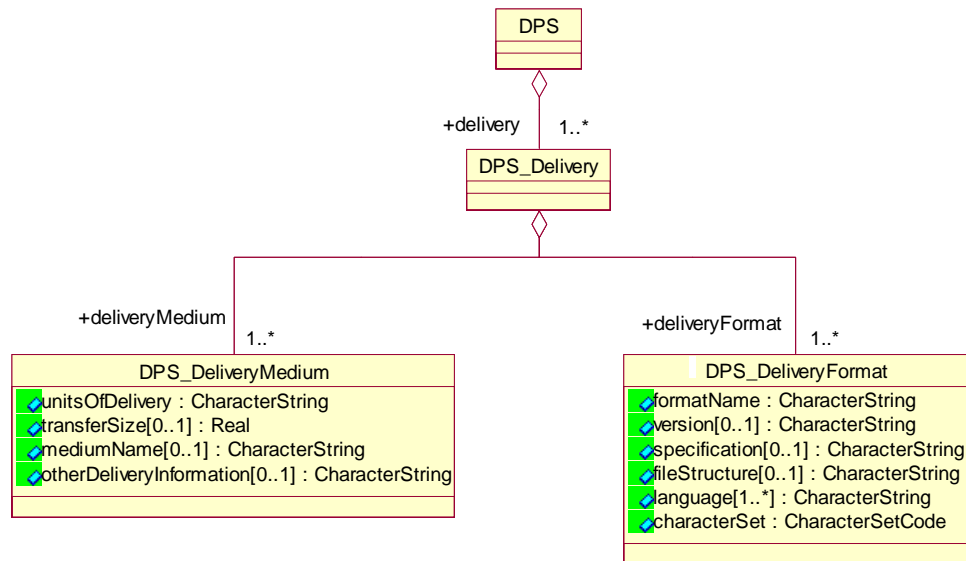 DPS
+delivery 1..*
DPS_Delivery
+deliveryMedium
1..*
+deliveryFormat
1..*
DPS_DeliveryMedium
unitsOfDelivery : CharacterString
transferSize[0..1] : Real
mediumName[0..1] : CharacterString
otherDeliveryInformation[0..1] : CharacterString
DPS_DeliveryFormat
formatName : CharacterString
version[0..1] : CharacterString
specification[0..1] : CharacterString
fileStructure[0..1] : CharacterString
language[1..*] : CharacterString
characterSet : CharacterSetCode